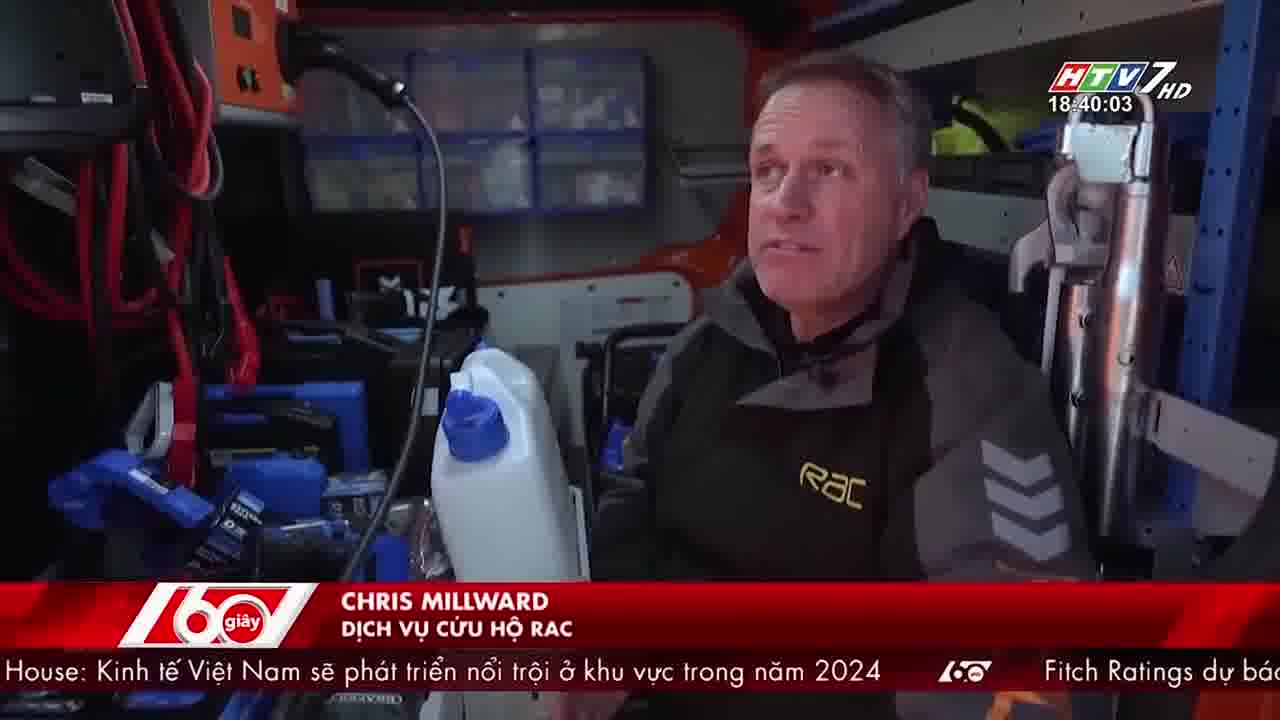 HTV7 HD
18:40:03
Rac
60 giây
CHRIS MILLWARD
DỊCH VỤ CỨU HỘ RAC
House: Kinh tế Việt Nam sẽ phát triển nổi trội ở khu vực trong năm 2024
60
Fitch Ratings dự báo